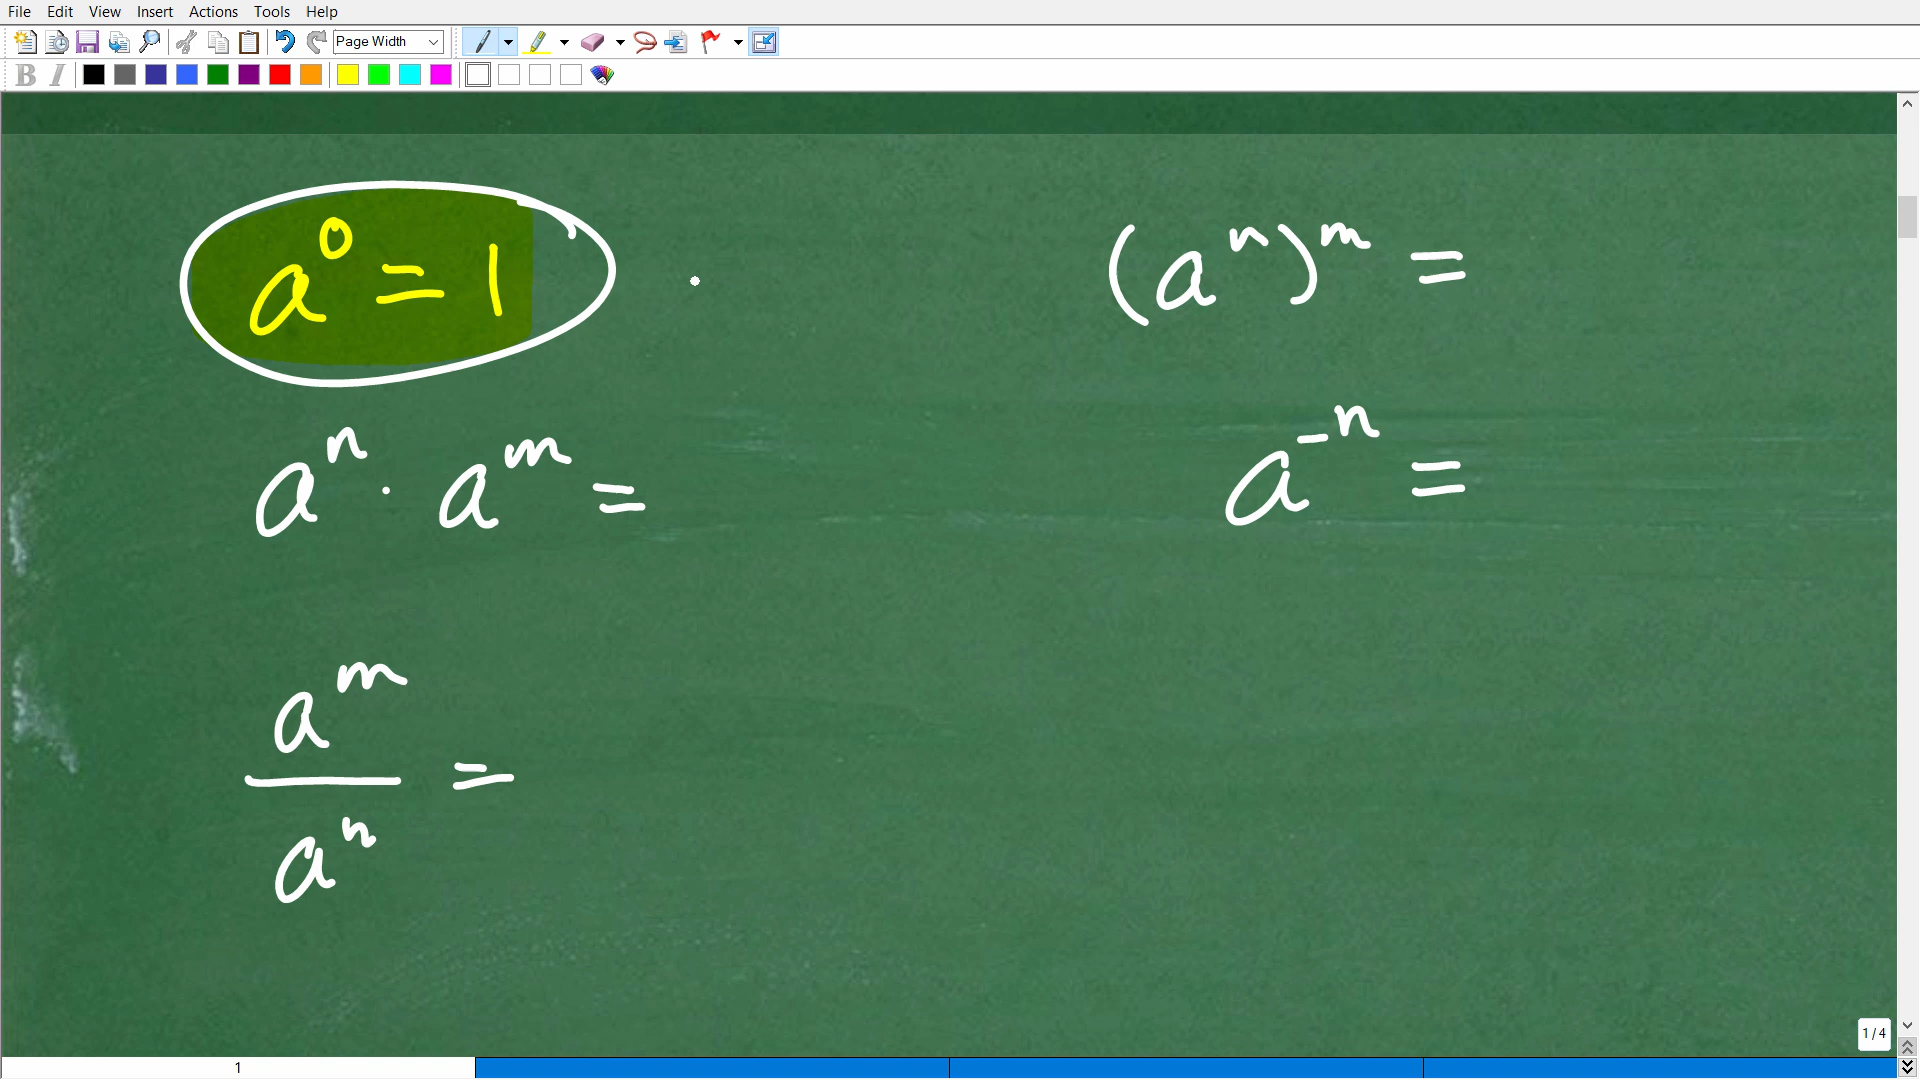 File Edit View Insert Actions Tools Help
Page Width
B I
a⁰ = 1
(aⁿ)ᵐ =
aⁿ · aᵐ =
a⁻ⁿ =
aᵐ
―― =
aⁿ
1 / 4
1